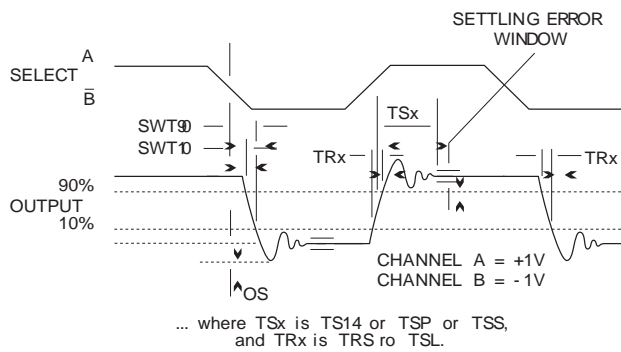 SETTLING ERROR
WINDOW
A
SELECT
B̅
SWT90
TSx
SWT10
TRx
TRx
90%
OUTPUT
10%
CHANNEL A = +1V
CHANNEL B = -1V
OS
... where TSx is TS14 or TSP or TSS,
and TRx is TRS ro TSL.